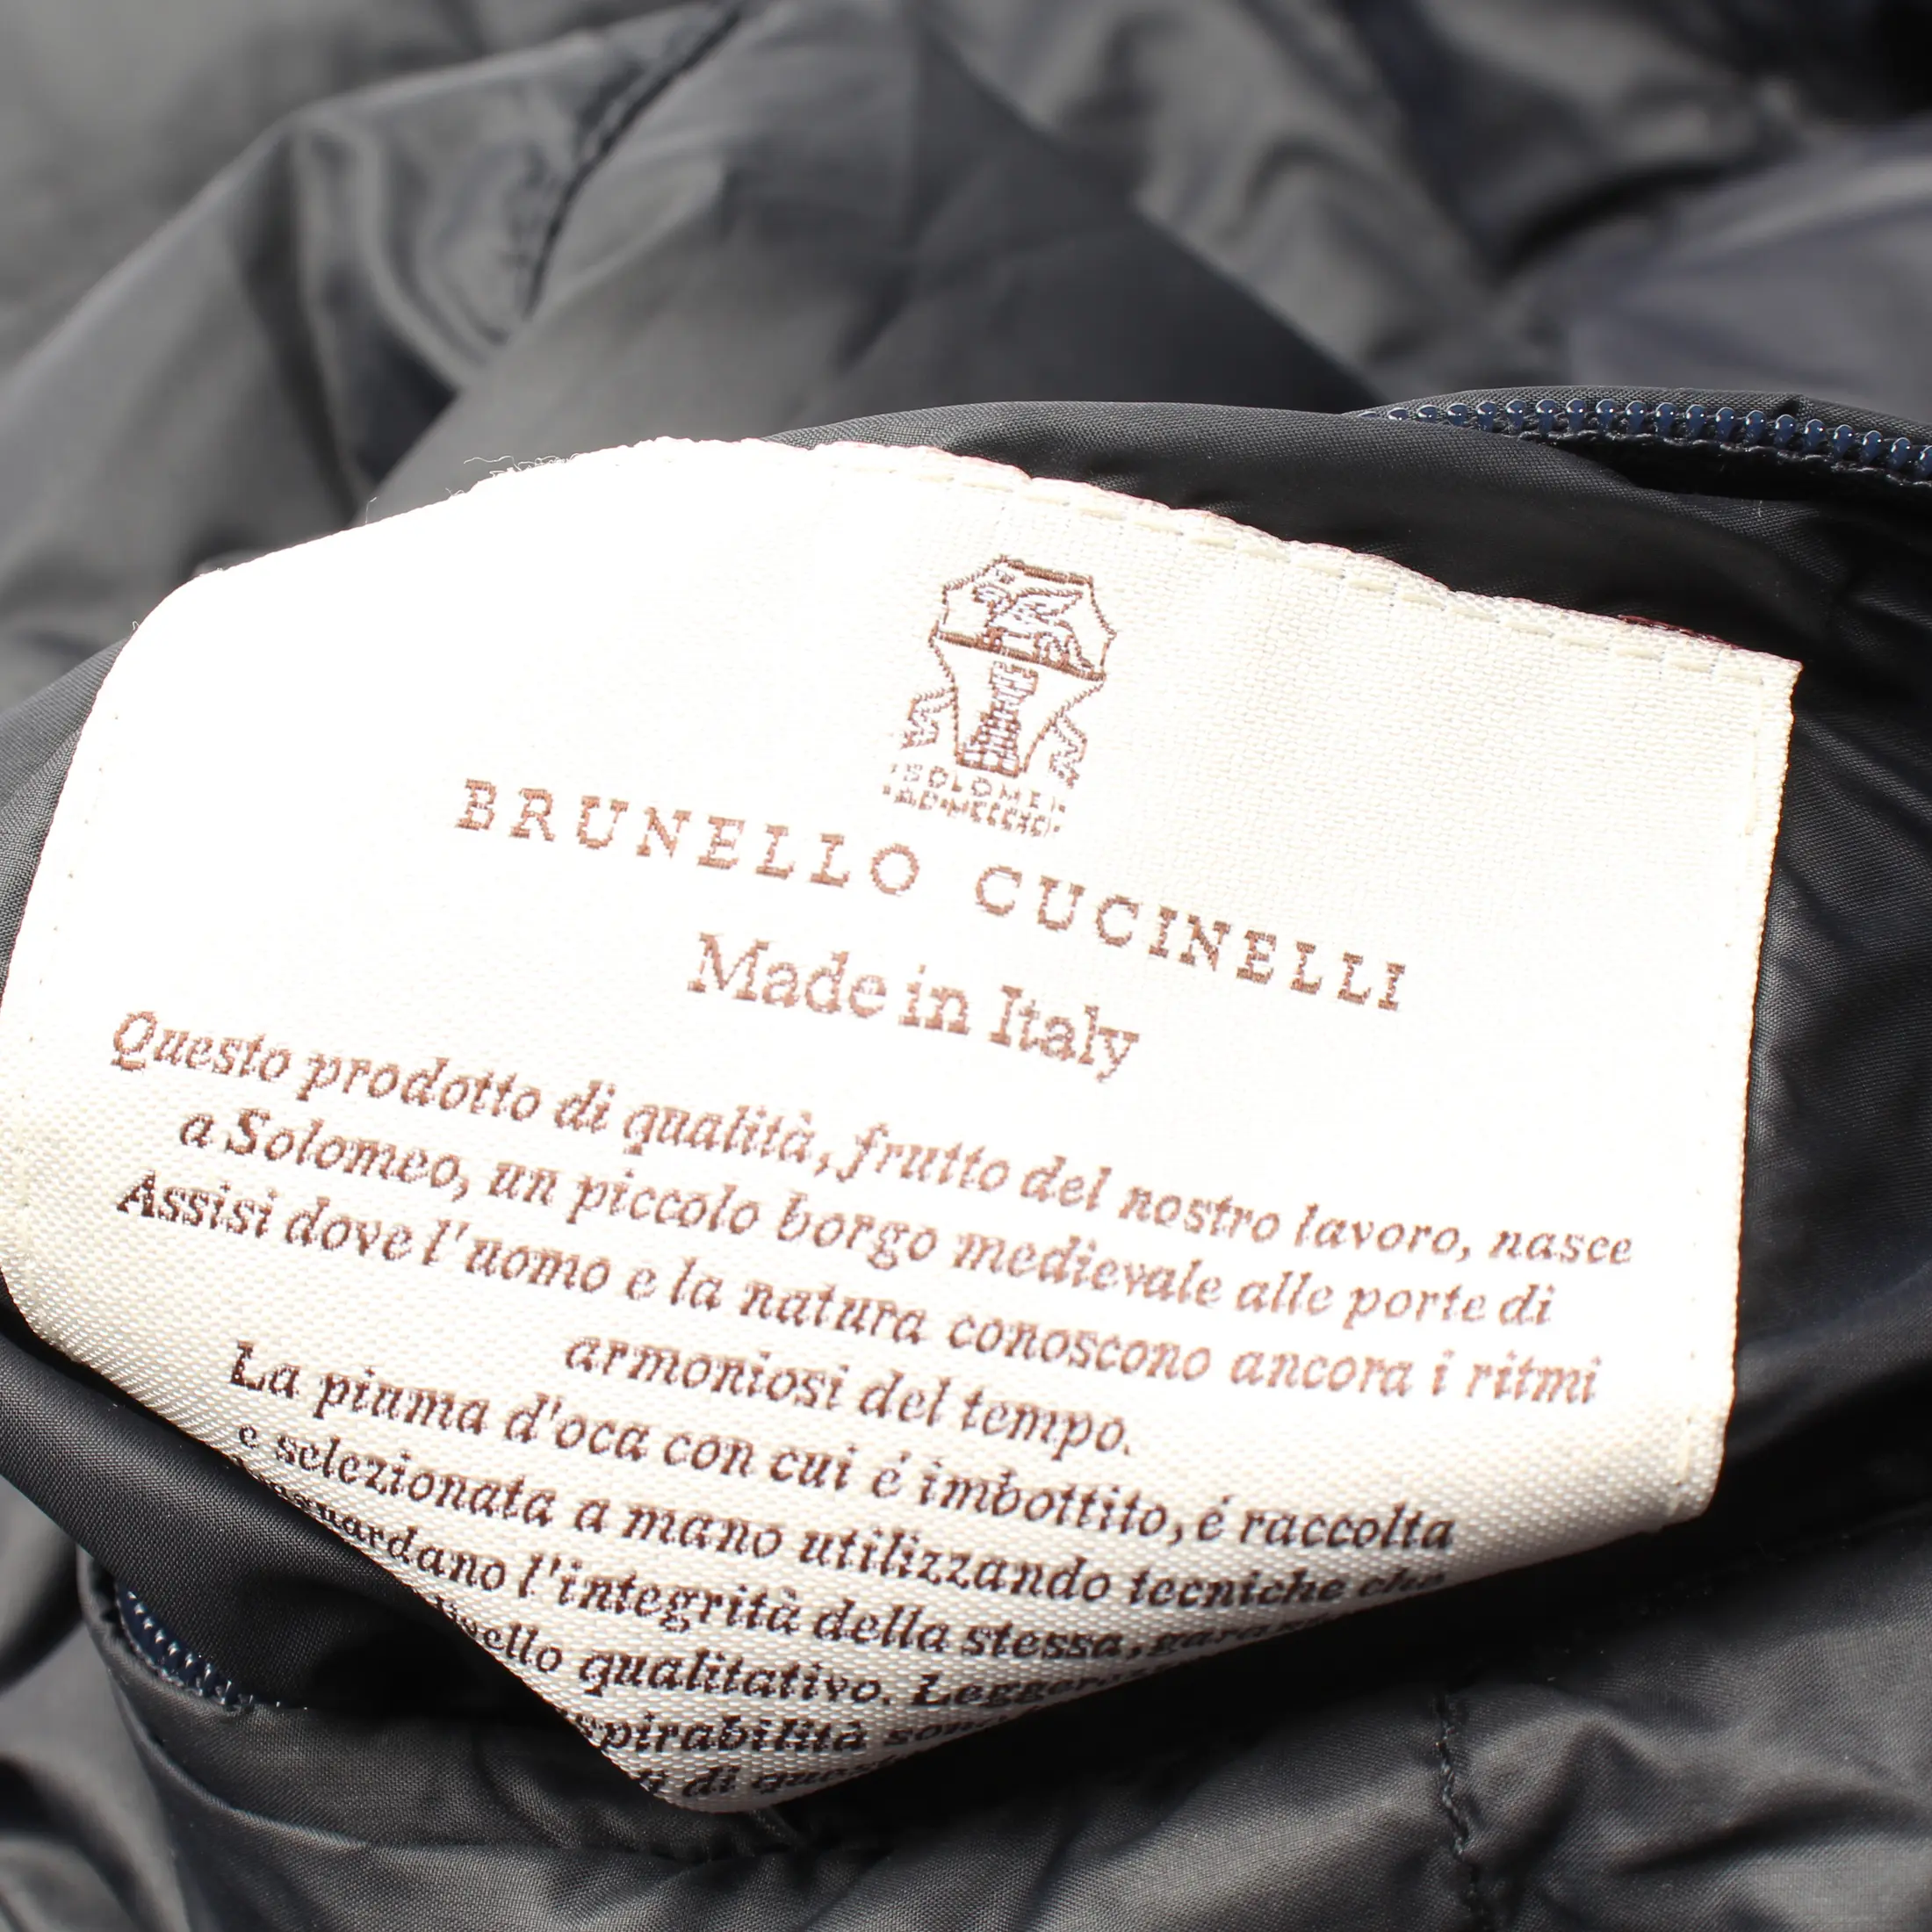 SOLOMEI
BRUNELLO CUCINELLI
Made in Italy
Questo prodotto di qualità, frutto del nostro lavoro, nasce
a Solomeo, un piccolo borgo medievale alle porte di
Assisi dove l'uomo e la natura conoscono ancora i ritmi
armoniosi del tempo.
La piuma d'oca con cui é imbottito, é raccolta
e selezionata a mano utilizzando tecniche che
l'integrità della stessa,
qualitativo.